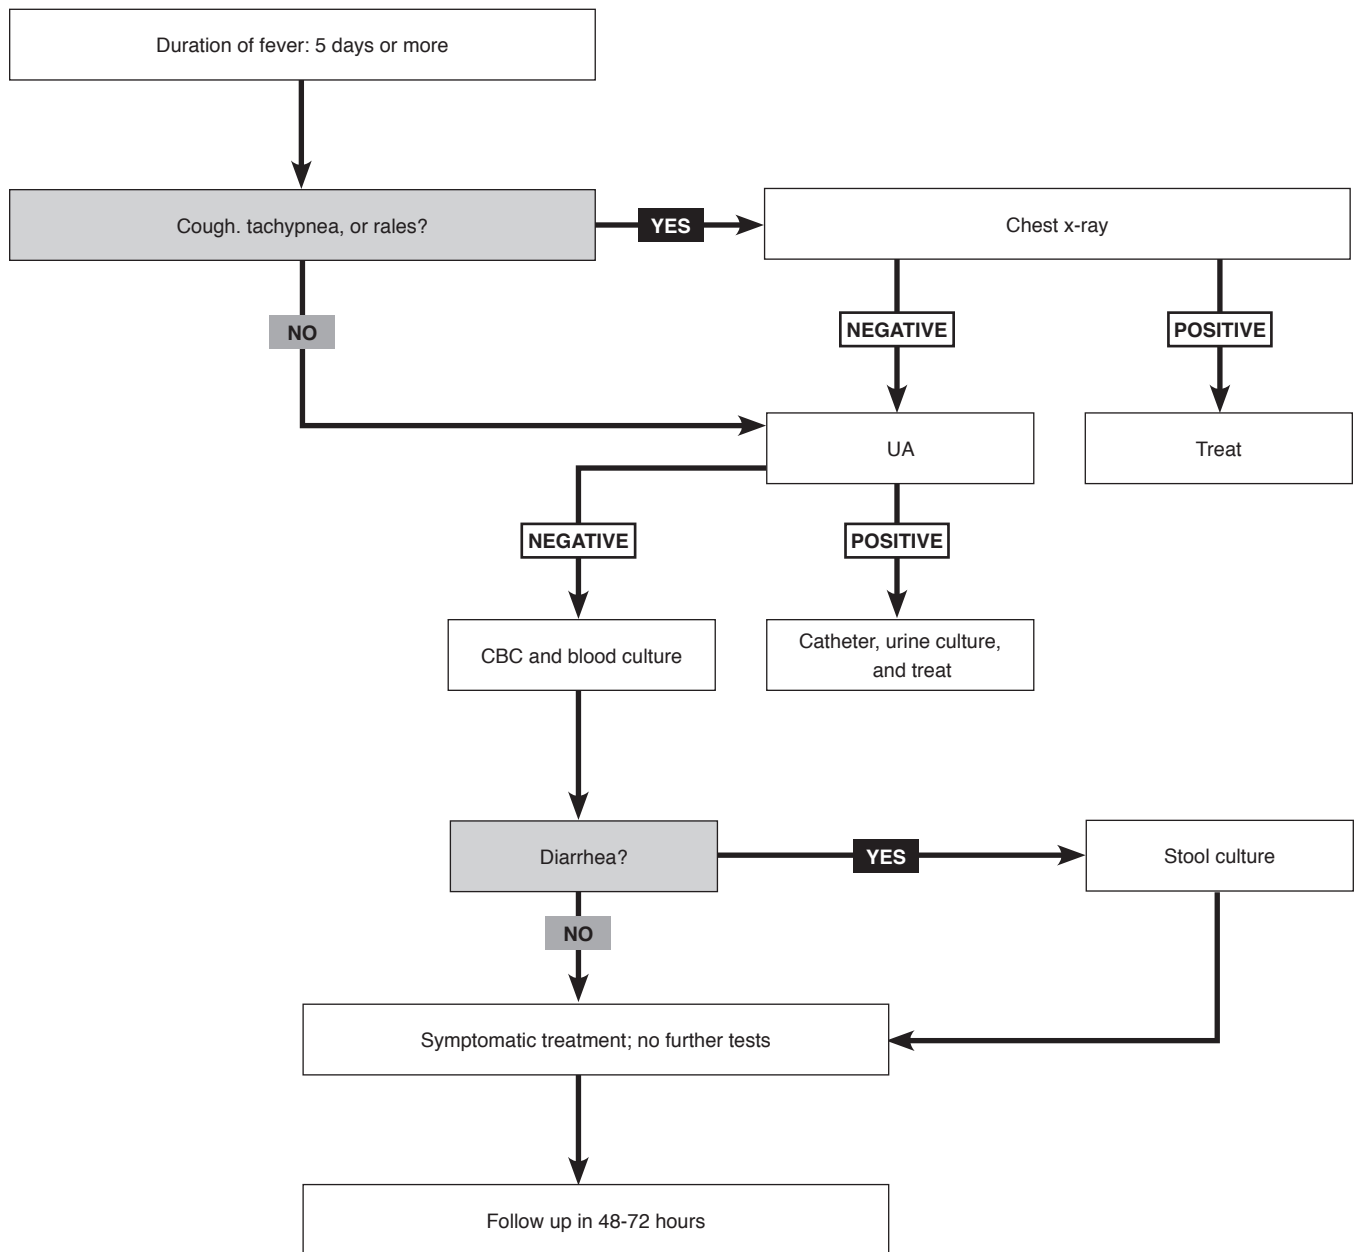 Duration of fever: 5 days or more
Cough. tachypnea, or rales?
YES
Chest x-ray
NO
NEGATIVE
POSITIVE
UA
Treat
NEGATIVE
POSITIVE
CBC and blood culture
Catheter, urine culture,
and treat
Diarrhea?
YES
Stool culture
NO
Symptomatic treatment; no further tests
Follow up in 48-72 hours